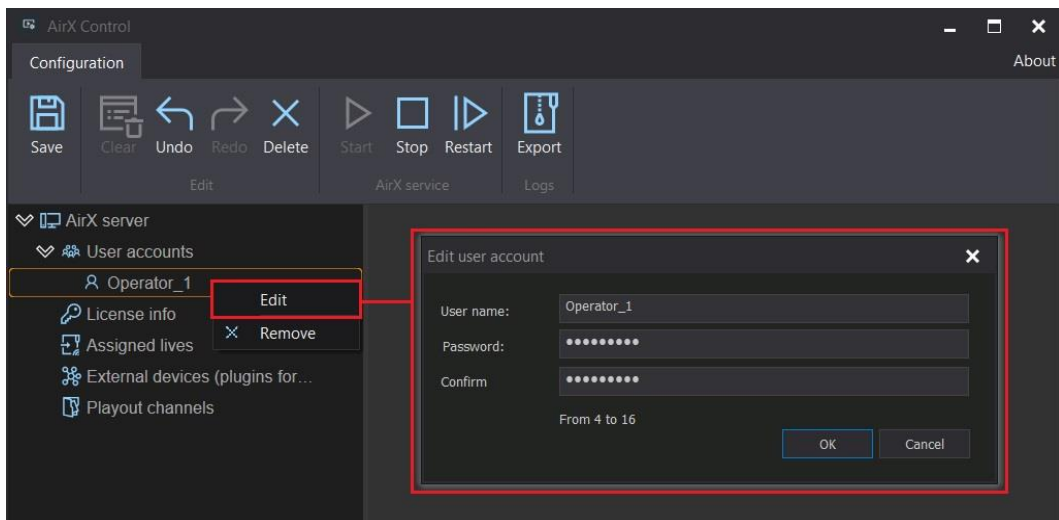 AirX Control
Configuration
About
Save
Clear
Undo
Redo
Delete
Start
Stop
Restart
Export
Edit
AirX service
Logs
AirX server
User accounts
Operator_1
License info
Assigned lives
External devices (plugins for...
Playout channels
Edit
Remove
Edit user account
User name:
Operator_1
Password:
●●●●●●●●●
Confirm
●●●●●●●●●
From 4 to 16
OK
Cancel